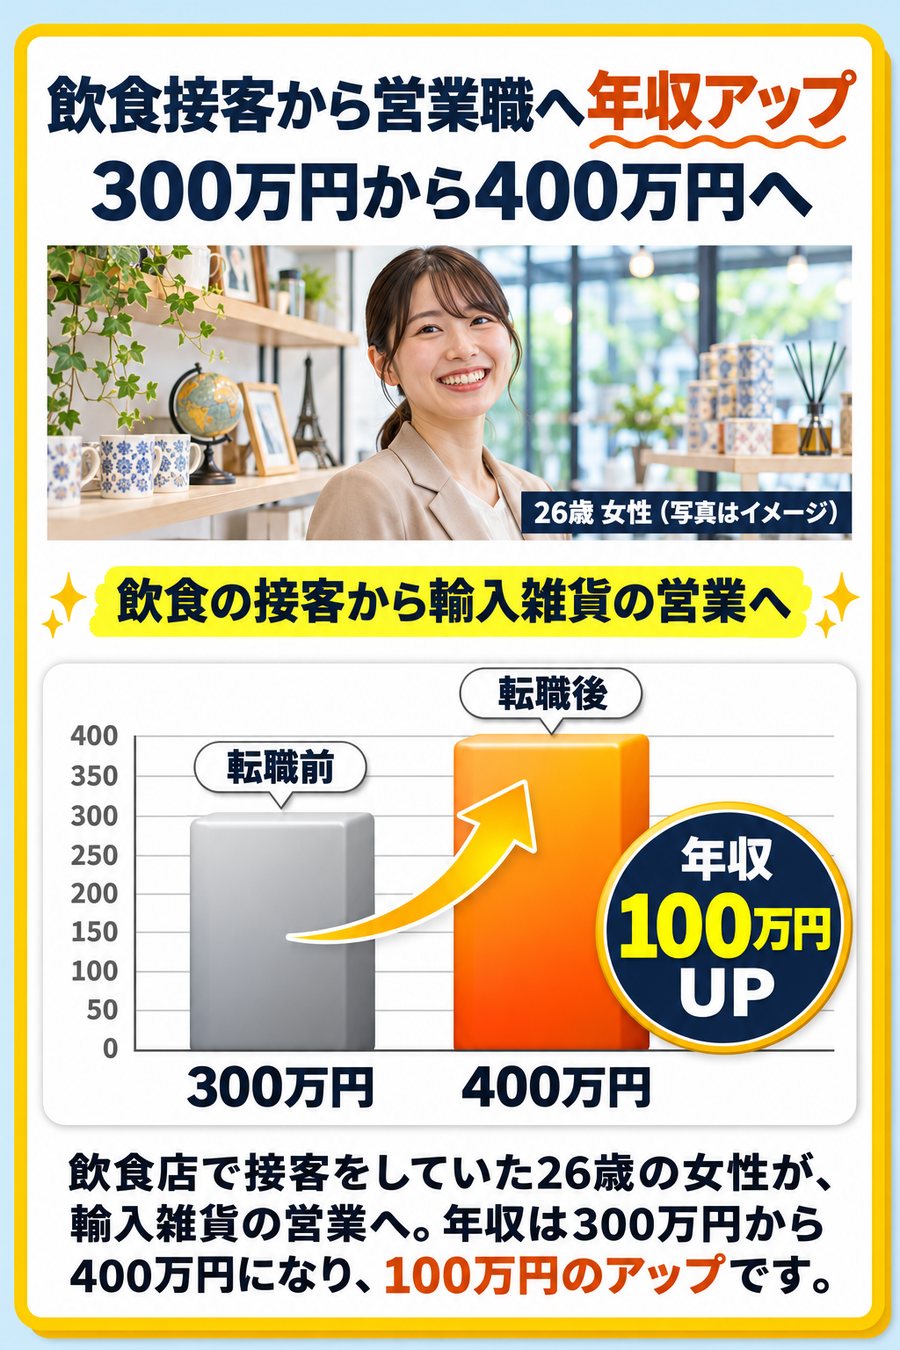 飲食接客から営業職へ年収アップ
300万円から400万円へ
26歳 女性（写真はイメージ）
飲食の接客から輸入雑貨の営業へ
転職後
転職前
400
350
300
250
200
150
100
50
0
年収
100万円
UP
300万円
400万円
飲食店で接客をしていた26歳の女性が、
輸入雑貨の営業へ。年収は300万円から
400万円になり、100万円のアップです。